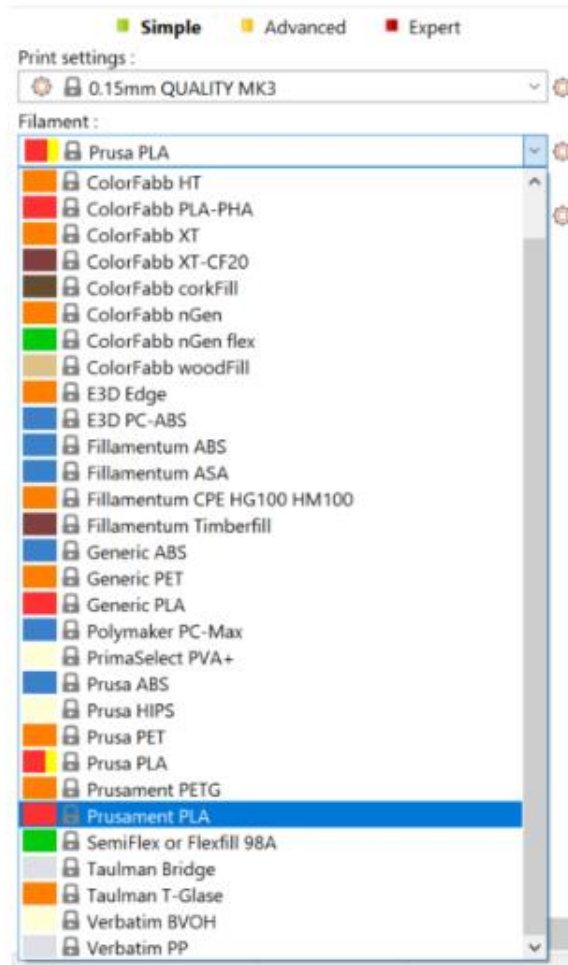 Simple Advanced Expert
Print settings :
0.15mm QUALITY MK3
Filament :
Prusa PLA
ColorFabb HT
ColorFabb PLA-PHA
ColorFabb XT
ColorFabb XT-CF20
ColorFabb corkFill
ColorFabb nGen
ColorFabb nGen flex
ColorFabb woodFill
E3D Edge
E3D PC-ABS
Fillamentum ABS
Fillamentum ASA
Fillamentum CPE HG100 HM100
Fillamentum Timberfill
Generic ABS
Generic PET
Generic PLA
Polymaker PC-Max
PrimaSelect PVA+
Prusa ABS
Prusa HIPS
Prusa PET
Prusa PLA
Prusament PETG
Prusament PLA
SemiFlex or Flexfill 98A
Taulman Bridge
Taulman T-Glase
Verbatim BVOH
Verbatim PP